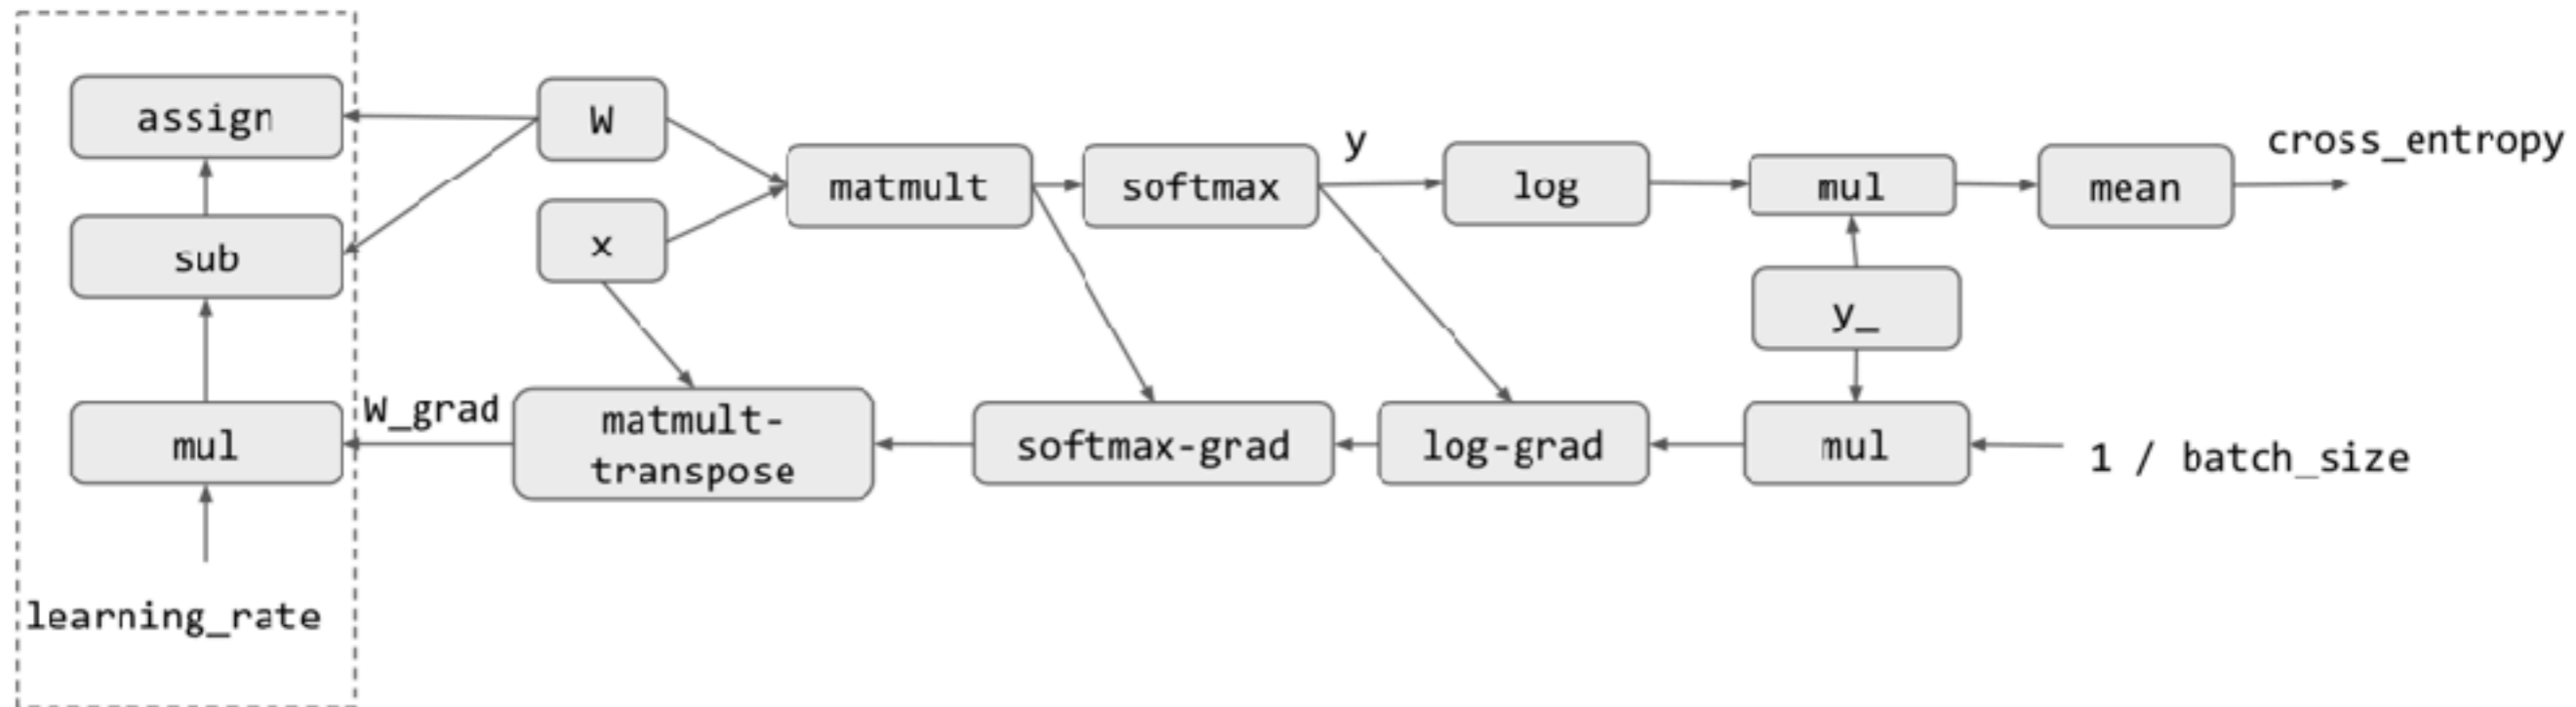 assign
W
cross_entropy
y
matmult
softmax
log
mul
mean
x
sub
y_
W_grad
mul
matmult-
transpose
softmax-grad
log-grad
mul
1 / batch_size
learning_rate